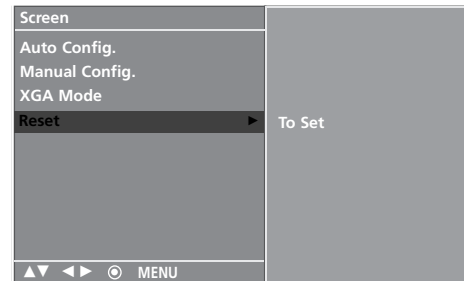 Screen
Auto Config.
Manual Config.
XGA Mode
Reset ►
To Set
▲▼ ◄► ⊙ MENU